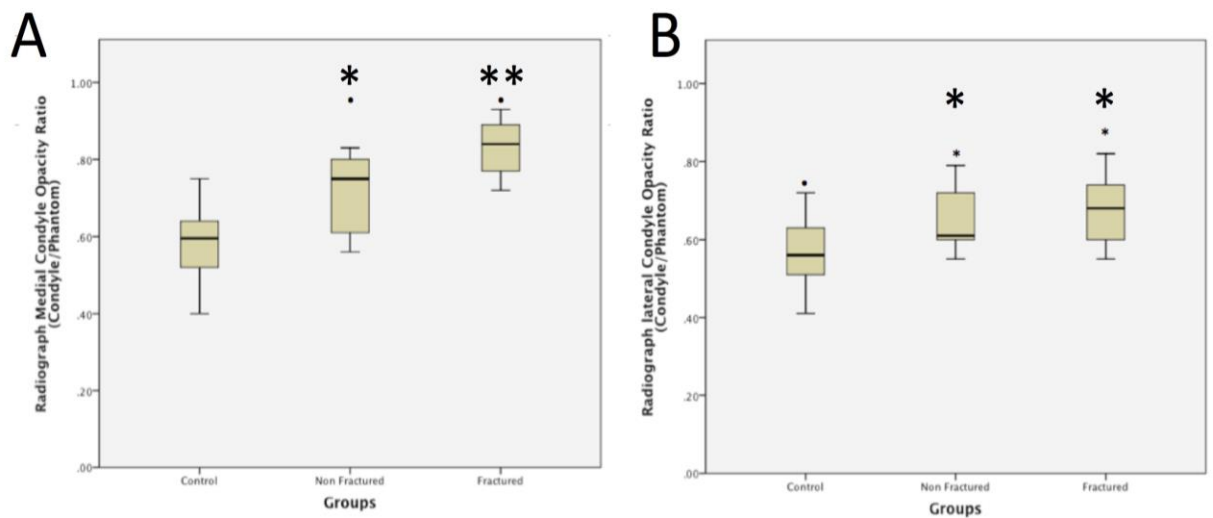 A
Radiograph Medial Condyle Opacity Ratio
(Condyle/Phantom)
1.00
.80
.60
.40
.20
.00
*
**
Control
Non Fractured
Fractured
Groups
B
Radiograph lateral Condyle Opacity Ratio
(Condyle/Phantom)
1.00
.80
.60
.40
.20
.00
*
*
Control
Non Fractured
Fractured
Groups